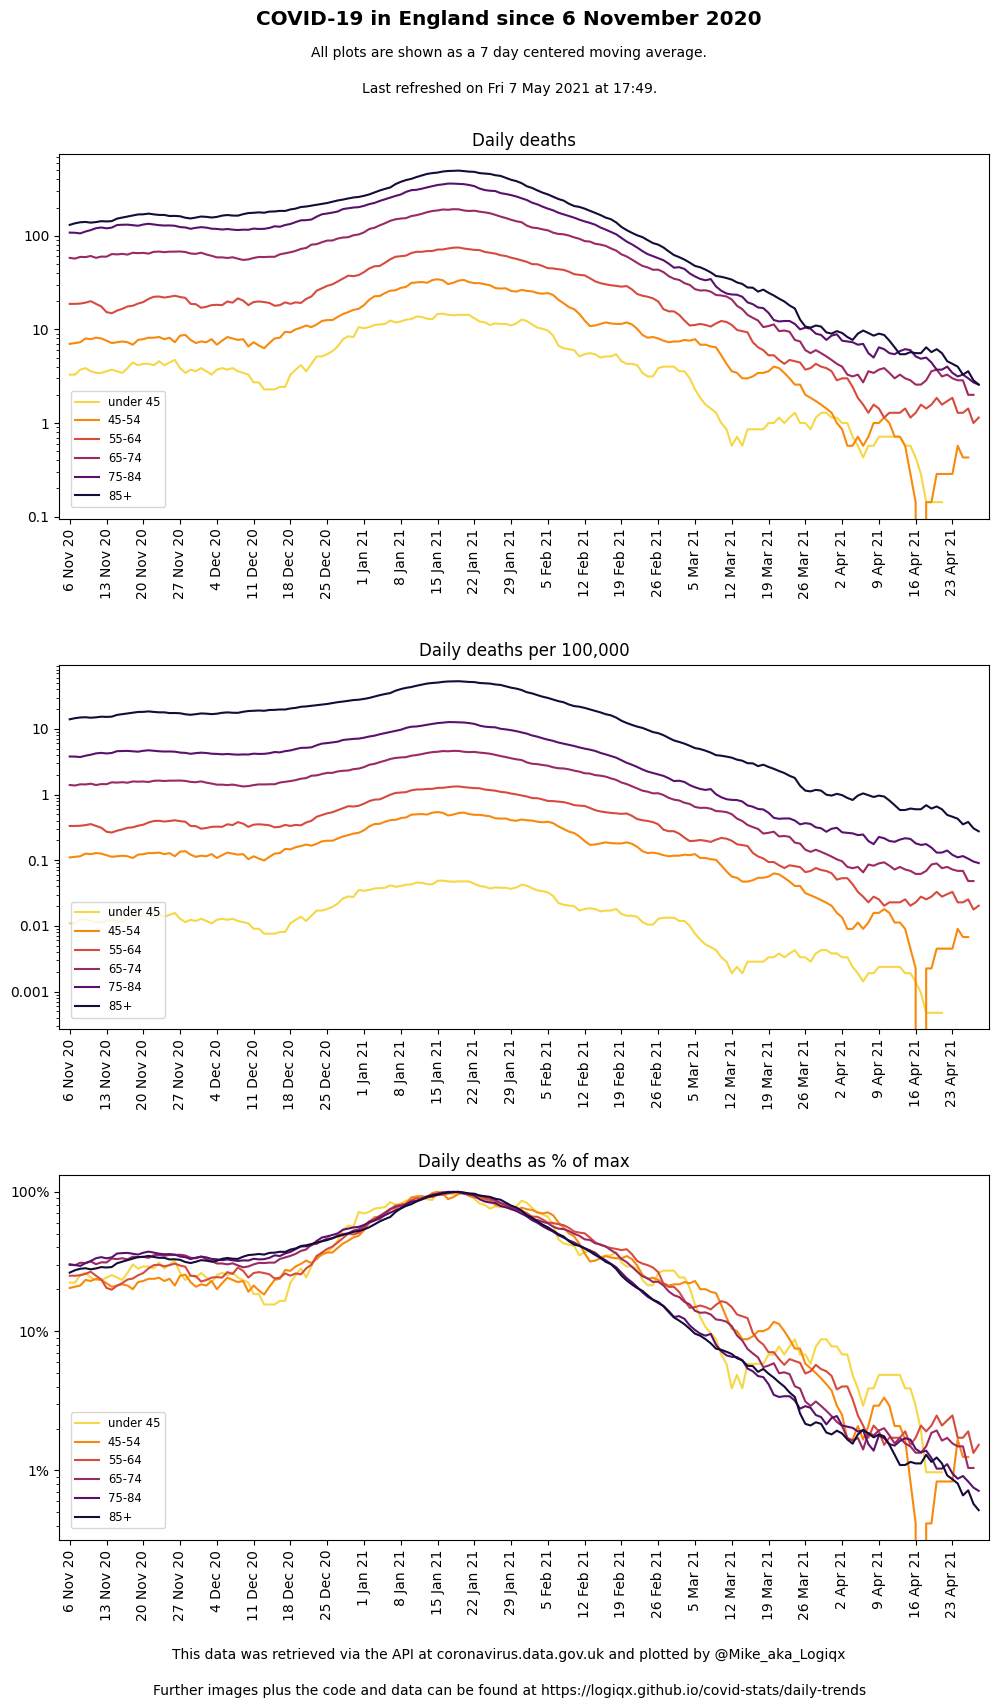 COVID-19 in England since 6 November 2020
All plots are shown as a 7 day centered moving average.
Last refreshed on Fri 7 May 2021 at 17:49.
Daily deaths
100
10
1
0.1
under 45
45-54
55-64
65-74
75-84
85+
6 Nov 20
13 Nov 20
20 Nov 20
27 Nov 20
4 Dec 20
11 Dec 20
18 Dec 20
25 Dec 20
1 Jan 21
8 Jan 21
15 Jan 21
22 Jan 21
29 Jan 21
5 Feb 21
12 Feb 21
19 Feb 21
26 Feb 21
5 Mar 21
12 Mar 21
19 Mar 21
26 Mar 21
2 Apr 21
9 Apr 21
16 Apr 21
23 Apr 21
Daily deaths per 100,000
10
1
0.1
0.01
0.001
under 45
45-54
55-64
65-74
75-84
85+
6 Nov 20
13 Nov 20
20 Nov 20
27 Nov 20
4 Dec 20
11 Dec 20
18 Dec 20
25 Dec 20
1 Jan 21
8 Jan 21
15 Jan 21
22 Jan 21
29 Jan 21
5 Feb 21
12 Feb 21
19 Feb 21
26 Feb 21
5 Mar 21
12 Mar 21
19 Mar 21
26 Mar 21
2 Apr 21
9 Apr 21
16 Apr 21
23 Apr 21
Daily deaths as % of max
100%
10%
1%
under 45
45-54
55-64
65-74
75-84
85+
6 Nov 20
13 Nov 20
20 Nov 20
27 Nov 20
4 Dec 20
11 Dec 20
18 Dec 20
25 Dec 20
1 Jan 21
8 Jan 21
15 Jan 21
22 Jan 21
29 Jan 21
5 Feb 21
12 Feb 21
19 Feb 21
26 Feb 21
5 Mar 21
12 Mar 21
19 Mar 21
26 Mar 21
2 Apr 21
9 Apr 21
16 Apr 21
23 Apr 21
This data was retrieved via the API at coronavirus.data.gov.uk and plotted by @Mike_aka_Logiqx
Further images plus the code and data can be found at https://logiqx.github.io/covid-stats/daily-trends